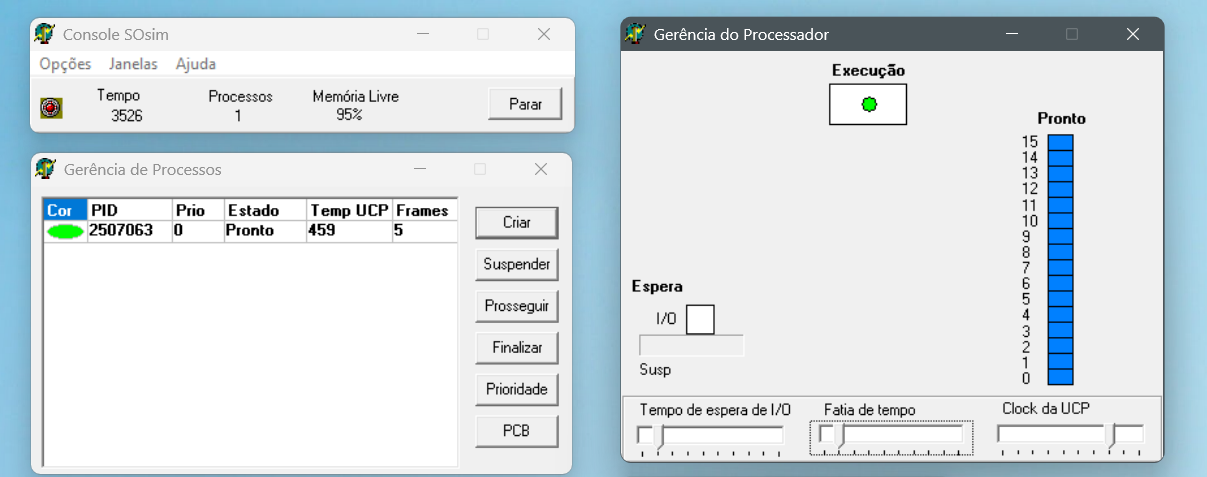 Console SOsim
Opções Janelas Ajuda
Tempo Processos Memória Livre
3526 1 95%
Parar
Gerência de Processos
Cor PID Prio Estado Temp UCP Frames
2507063 0 Pronto 459 5
Criar
Suspender
Prosseguir
Finalizar
Prioridade
PCB
Gerência do Processador
Execução
Pronto
15
14
13
12
11
10
9
8
7
6
5
4
3
2
1
0
Espera
I/O
Susp
Tempo de espera de I/O Fatia de tempo Clock da UCP